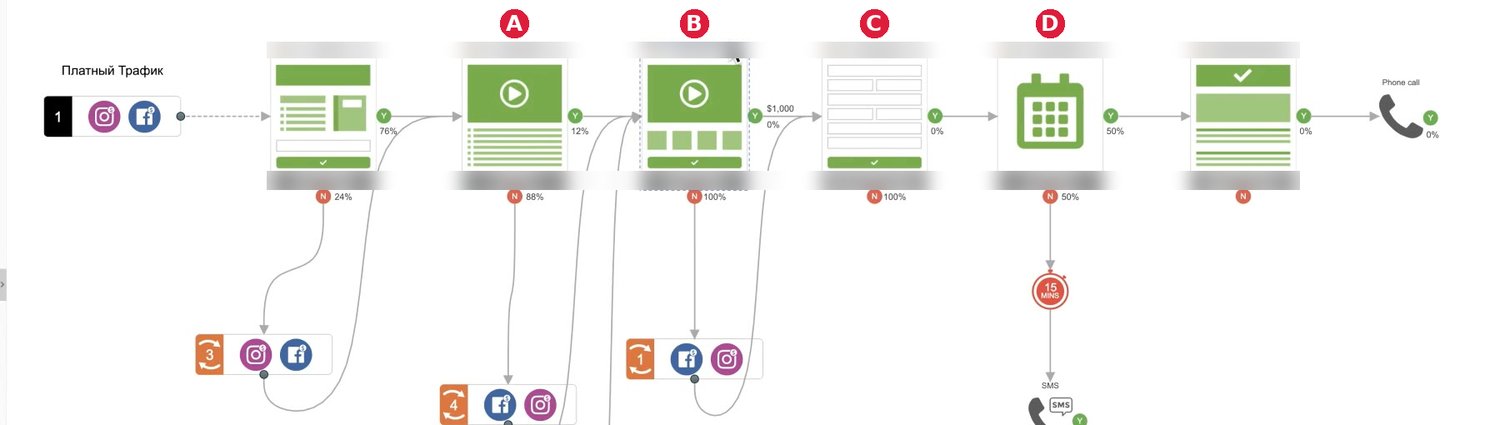 A
B
C
D
Платный Трафик
1
Y
76%
Y
12%
Y
$1,000
0%
Y
0%
Y
50%
Y
0%
Phone call
Y
0%
N 24%
N 88%
N 100%
N 100%
N 50%
N
15
MINS
3
1
4
SMS
SMS
Y